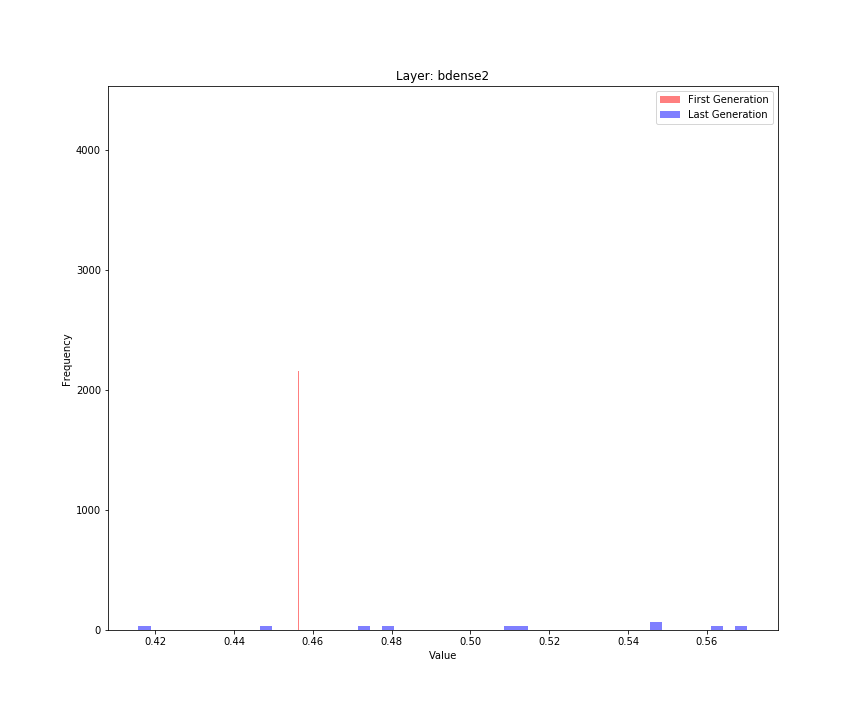 Layer: bdense2
First Generation
Last Generation
4000
3000
2000
1000
0
Frequency
0.42 0.44 0.46 0.48 0.50 0.52 0.54 0.56
Value